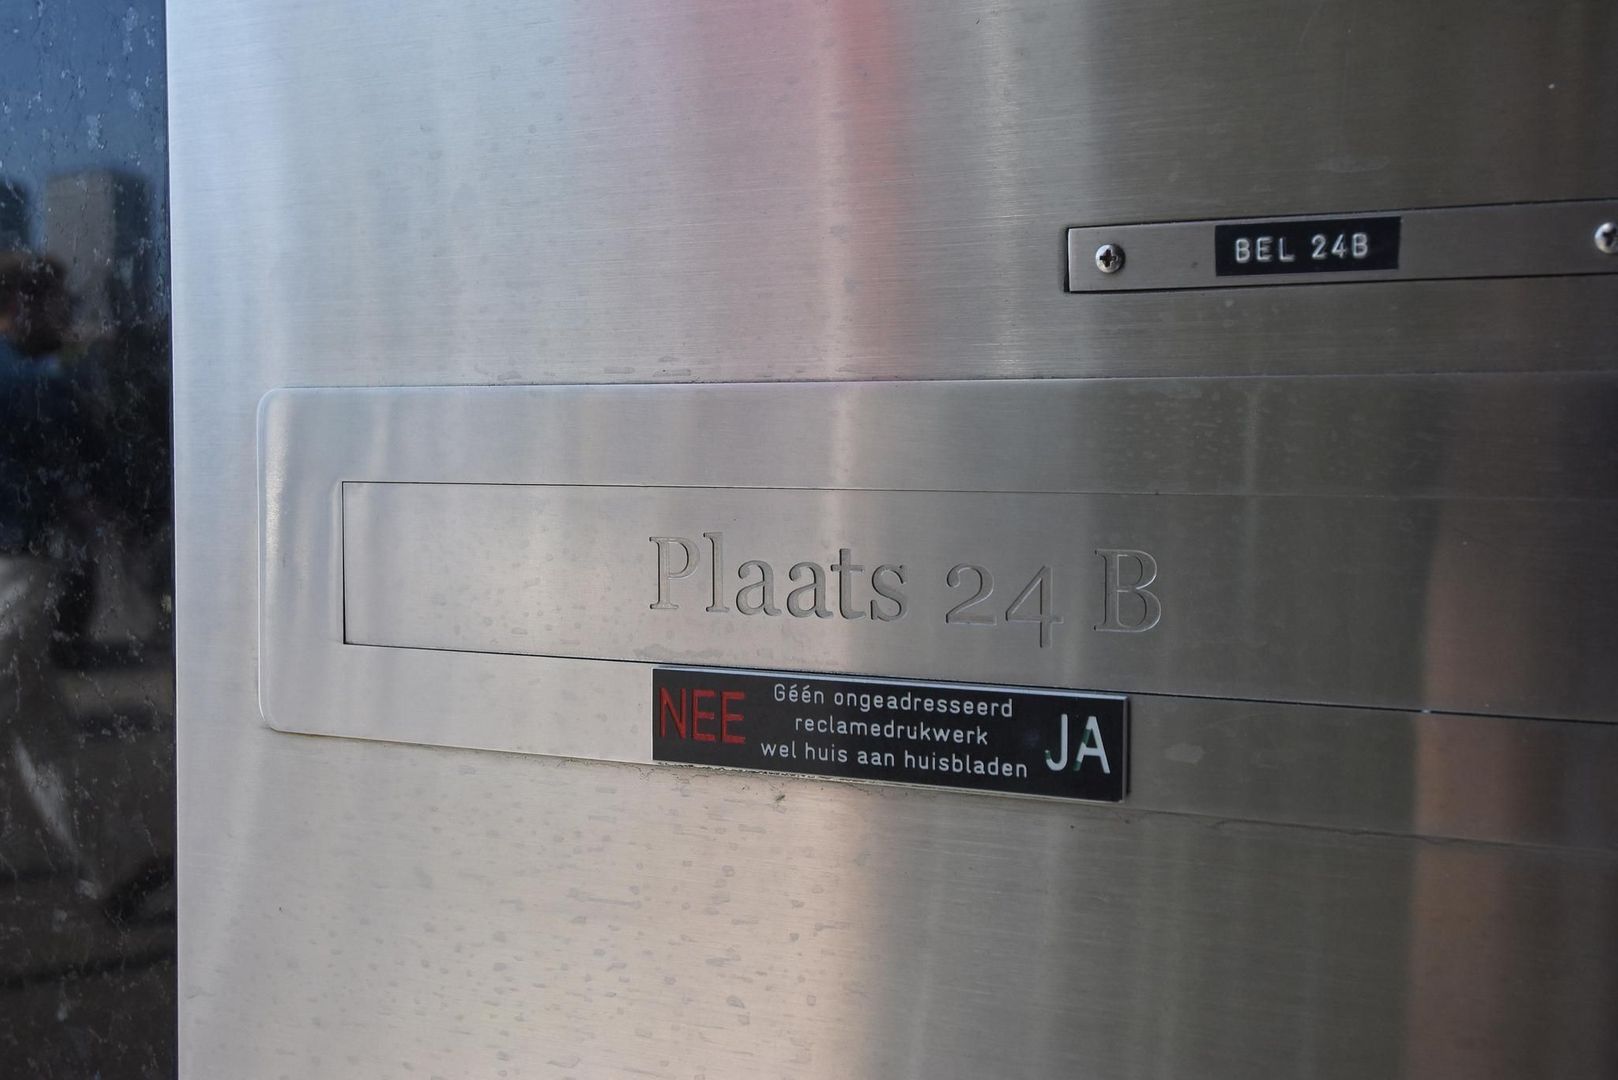 BEL 24B
Plaats 24 B
NEE
Géén ongeadresseerd
reclamedrukwerk
wel huis aan huisbladen
JA